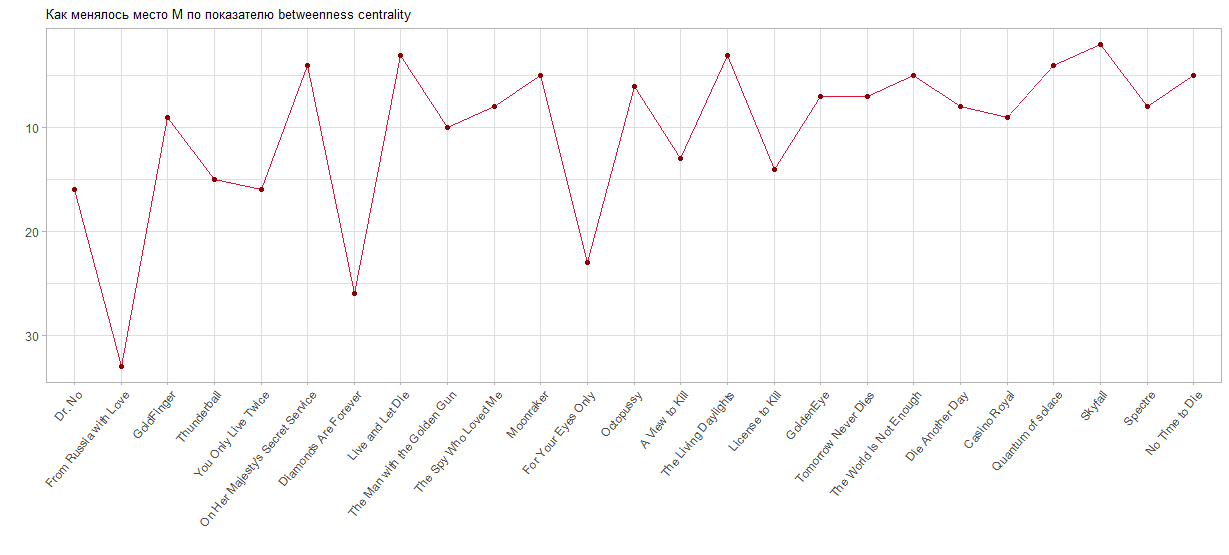 Как менялось место М по показателю betweenness centrality
10
20
30
Dr. No
From Russia with Love
GoldFinger
Thunderball
You Only Live Twice
On Her Majesty's Secret Service
Diamonds Are Forever
Live and Let Die
The Man with the Golden Gun
The Spy Who Loved Me
Moonraker
For Your Eyes Only
Octopussy
A View to Kill
The Living Daylights
License to Kill
GoldenEye
Tomorrow Never Dies
The World Is Not Enough
Die Another Day
Casino Royal
Quantum of solace
Skyfall
Spectre
No Time to Die